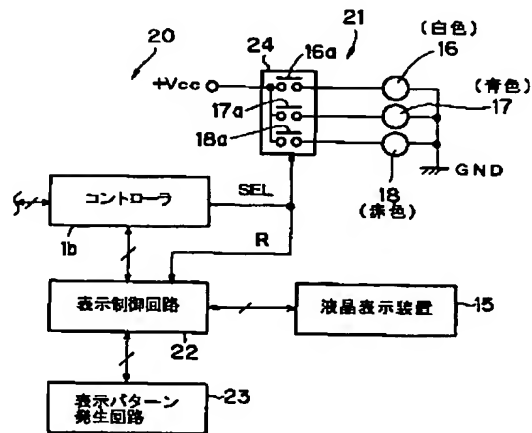 20
21
24
16a
(白色)
16
+Vcc
17a
(青色)
17
18a
GND
18
(赤色)
コントローラ
SEL
1b
R
表示制御回路
22
液晶表示装置
15
表示パターン
発生回路
23